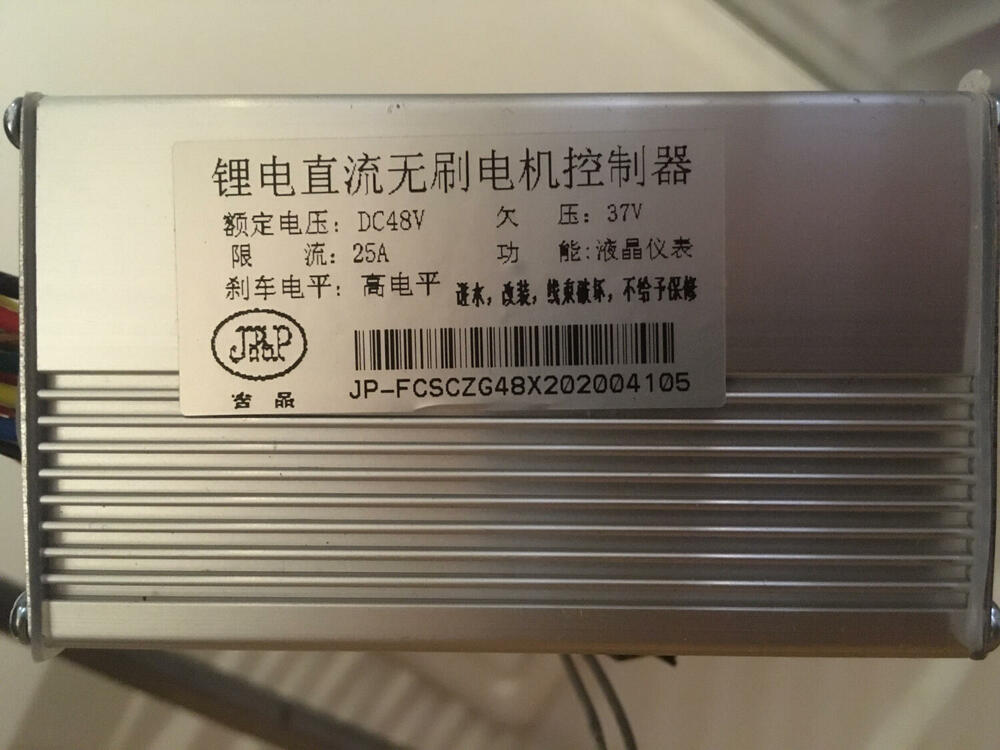 锂电直流无刷电机控制器
额定电压: DC48V 欠 压: 37V
限 流: 25A 功 能: 液晶仪表
刹车电平: 高电平 进水, 改装, 线束破坏, 不给予保修
JP
JP-FCSCZG48X202004105
品